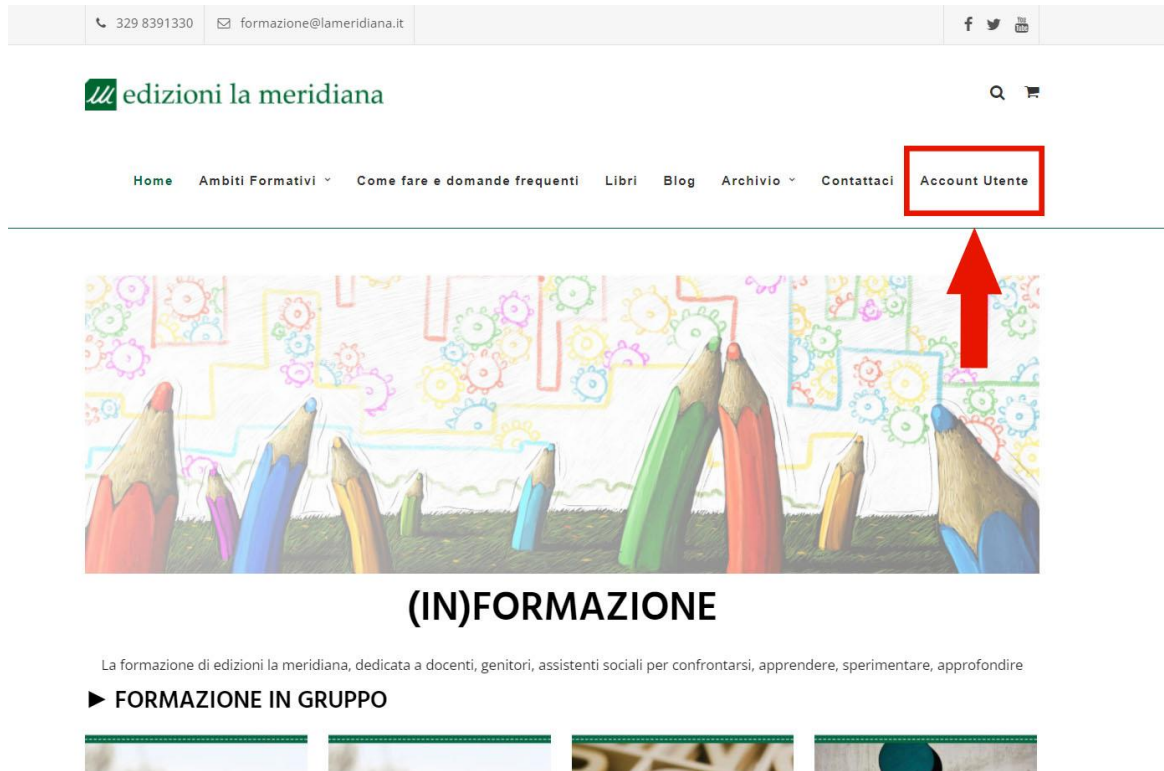 329 8391330 formazione@lameridiana.it You Tube
edizioni la meridiana
Home Ambiti Formativi Come fare e domande frequenti Libri Blog Archivio Contattaci Account Utente
(IN)FORMAZIONE
La formazione di edizioni la meridiana, dedicata a docenti, genitori, assistenti sociali per confrontarsi, apprendere, sperimentare, approfondire
► FORMAZIONE IN GRUPPO